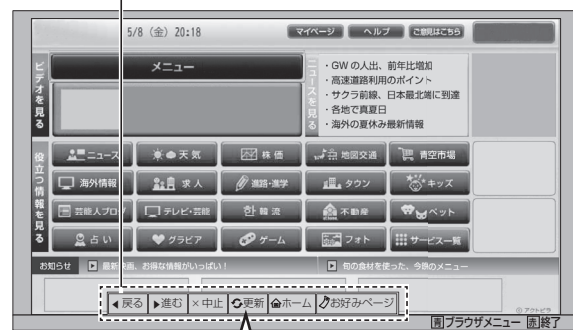 5/8（金）20:18
マイページ ヘルプ ご意見はこちら
ビデオを見る
メニュー
ニュースを見る
・GWの人出、前年比増加
・高速道路利用のポイント
・サクラ前線、日本最北端に到達
・各地で真夏日
・海外の夏休み最新情報
役立つ情報を見る
ニュース 天気 株価 地図交通 青空市場
海外情報 求人 進路・進学 タウン キッズ
芸能人ブログ テレビ・芸能 韓流 不動産 ペット
占い グラビア ゲーム フォト サービス一覧
お知らせ 最新映画、お得な情報がいっぱい！ 旬の食材を使った、今晩のメニュー
戻る 進む ×中止 更新 ホーム お好みページ
© アクトビラ
青 ブラウザメニュー 赤 終了